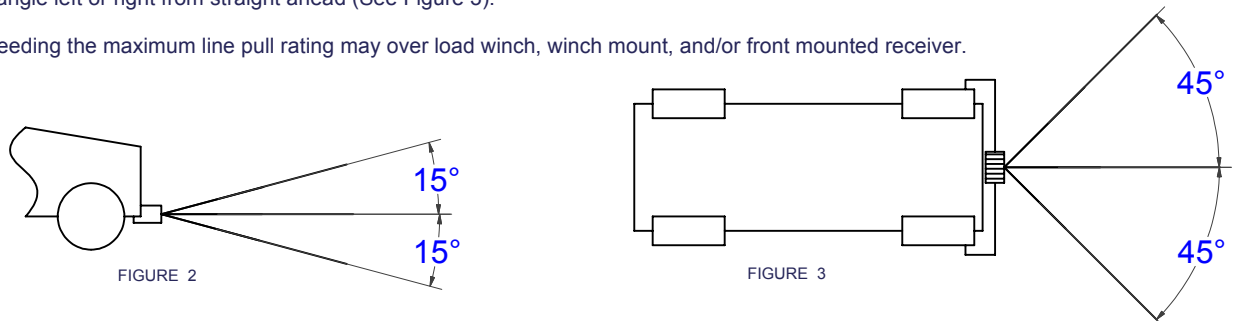 angle left or right from straight ahead (See Figure 3).
eeding the maximum line pull rating may over load winch, winch mount, and/or front mounted receiver.
15°
15°
FIGURE 2
45°
45°
FIGURE 3